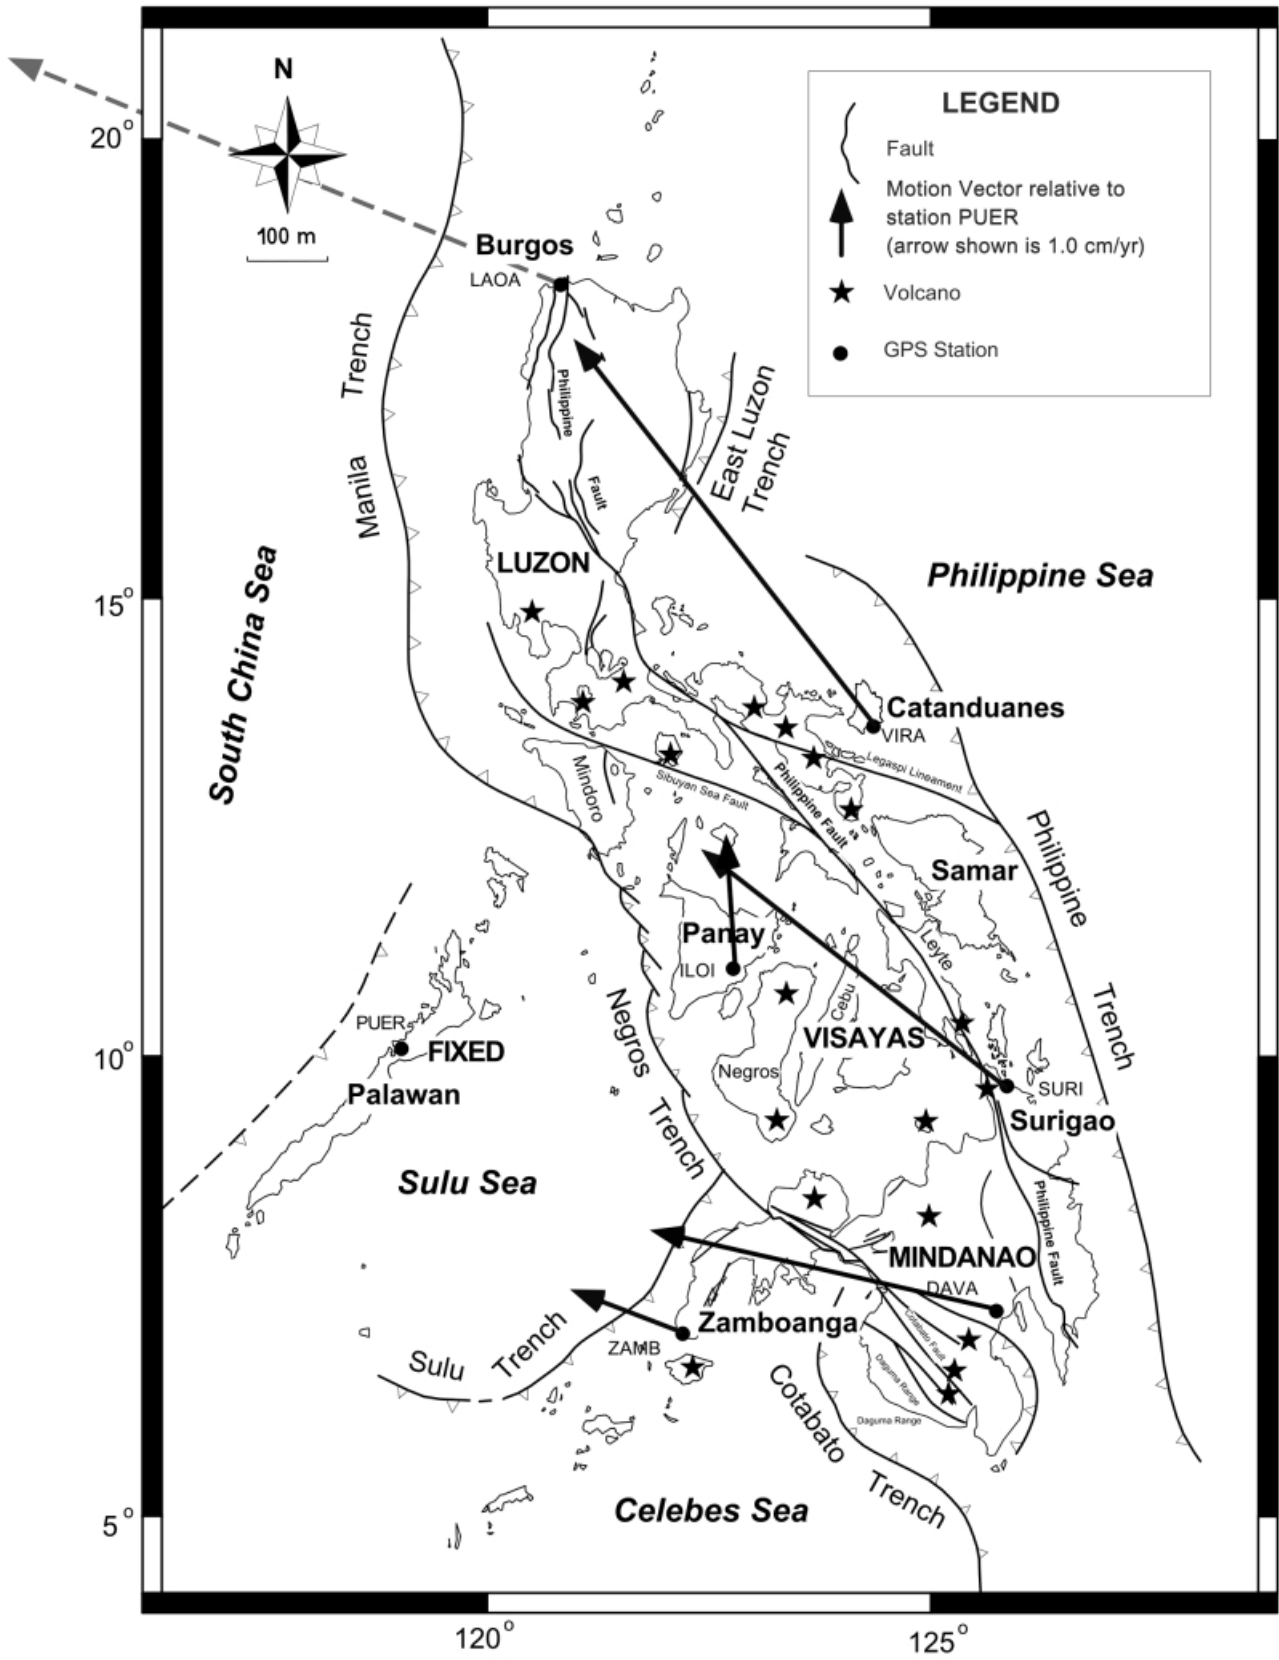 N
20°
100 m
LEGEND
Fault
Motion Vector relative to
station PUER
(arrow shown is 1.0 cm/yr)
Volcano
GPS Station
Burgos
LAOA
Manila Trench
Philippine
Fault
East Luzon
Trench
LUZON
Philippine Sea
15°
South China Sea
Catanduanes
VIRA
Legaspi Lineament
Mindoro
Sibuyan Sea Fault
Philippine Fault
Samar
Philippine Trench
Panay
ILOI
Leyte
Cebu
PUER
FIXED
10°
Palawan
Negros Trench
VISAYAS
Negros
SURI
Surigao
Sulu Sea
Philippine Fault
MINDANAO
DAVA
Zamboanga
ZAMB
Sulu Trench
Cotabato Fault
Daguma Range
Daguma Range
Cotabato
Trench
Celebes Sea
5°
120°
125°